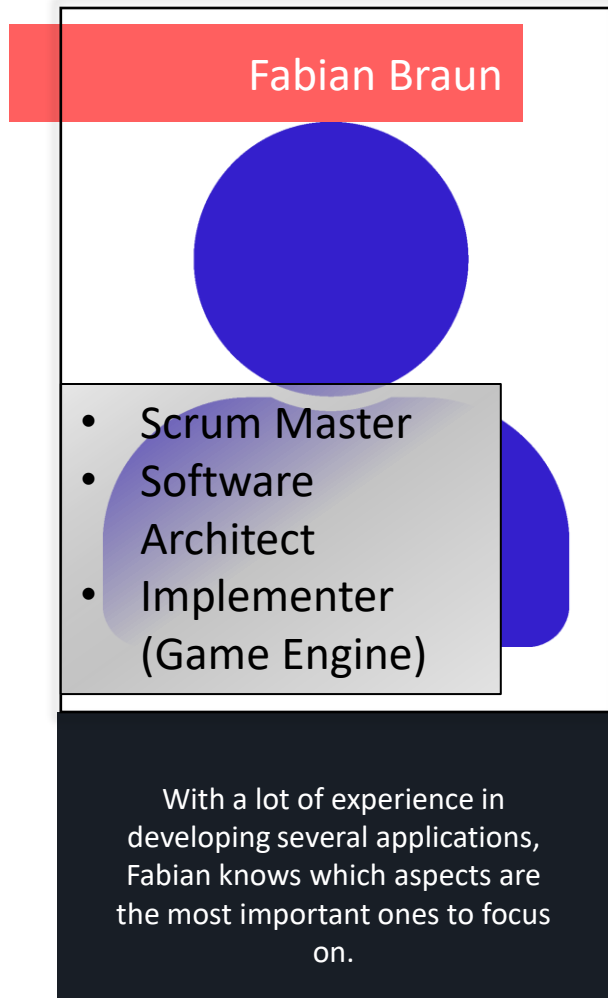 Fabian Braun
• Scrum Master
• Software
Architect
• Implementer
(Game Engine)
With a lot of experience in
developing several applications,
Fabian knows which aspects are
the most important ones to focus
on.